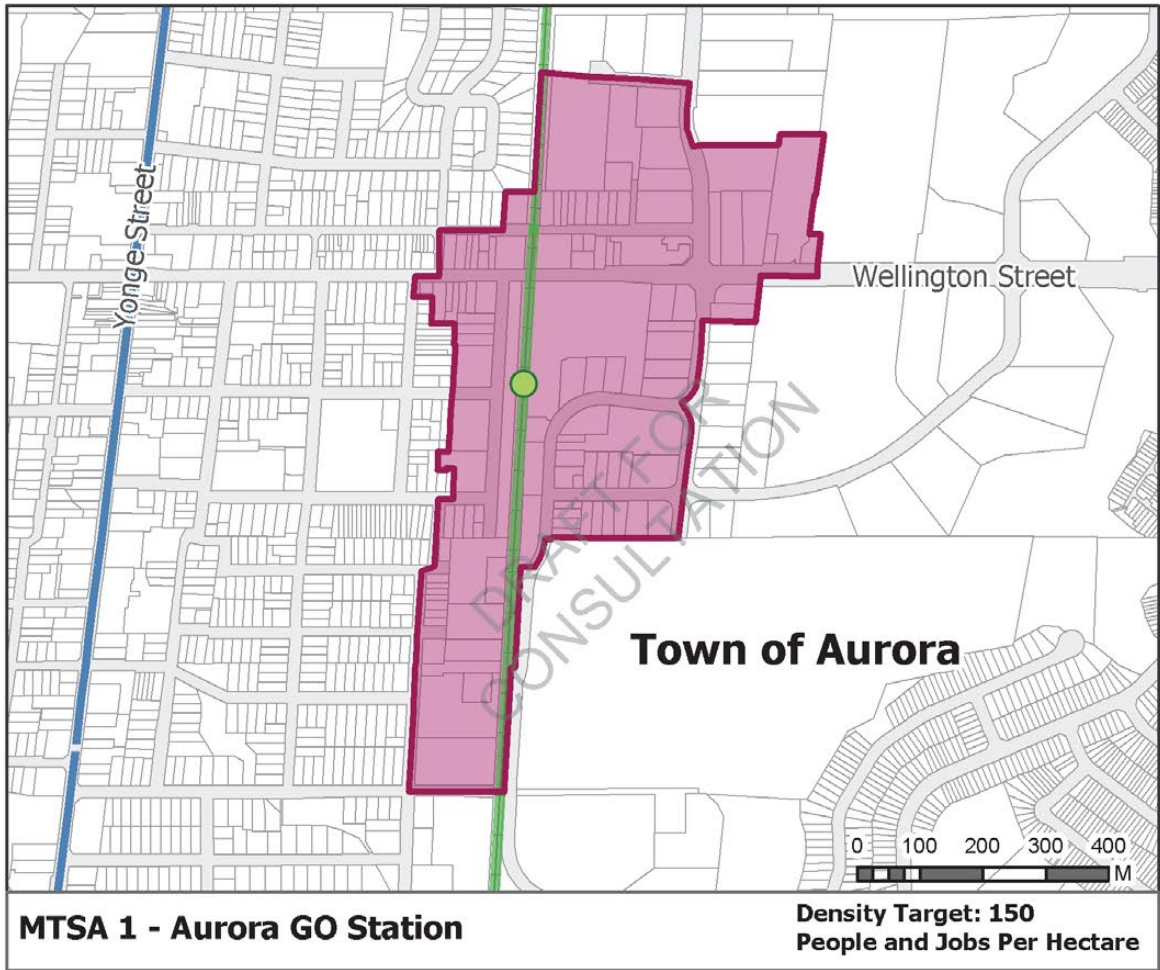 Yonge Street
Wellington Street
DRAFT FOR
CONSULTATION
Town of Aurora
0 100 200 300 400
M
MTSA 1 - Aurora GO Station
Density Target: 150
People and Jobs Per Hectare